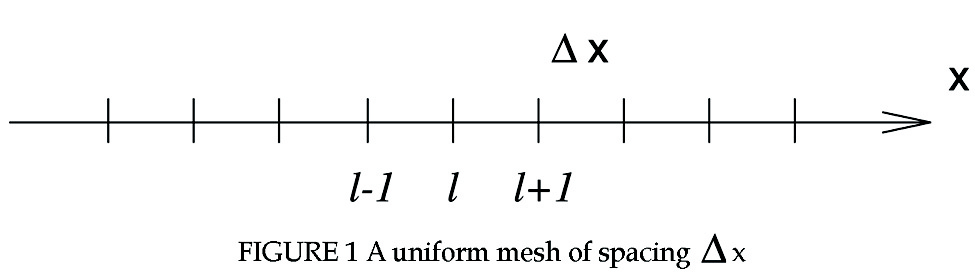 Δ x
x
l-1 l l+1
FIGURE 1 A uniform mesh of spacing Δ x